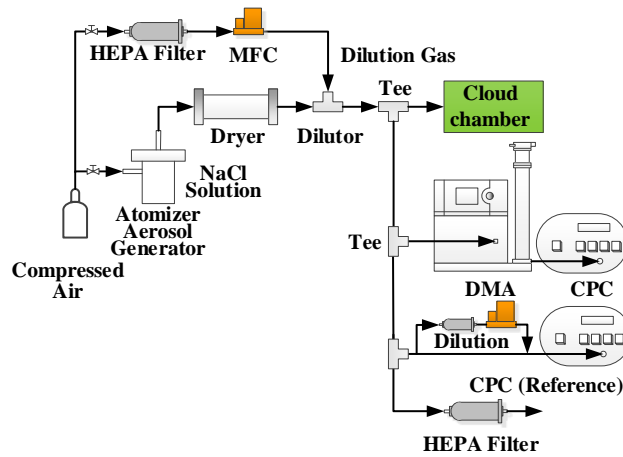 HEPA Filter
MFC
Dilution Gas
Tee
Cloud
chamber
Dryer
Dilutor
NaCl
Solution
Atomizer
Aerosol
Generator
Compressed
Air
Tee
DMA
CPC
Dilution
CPC (Reference)
HEPA Filter